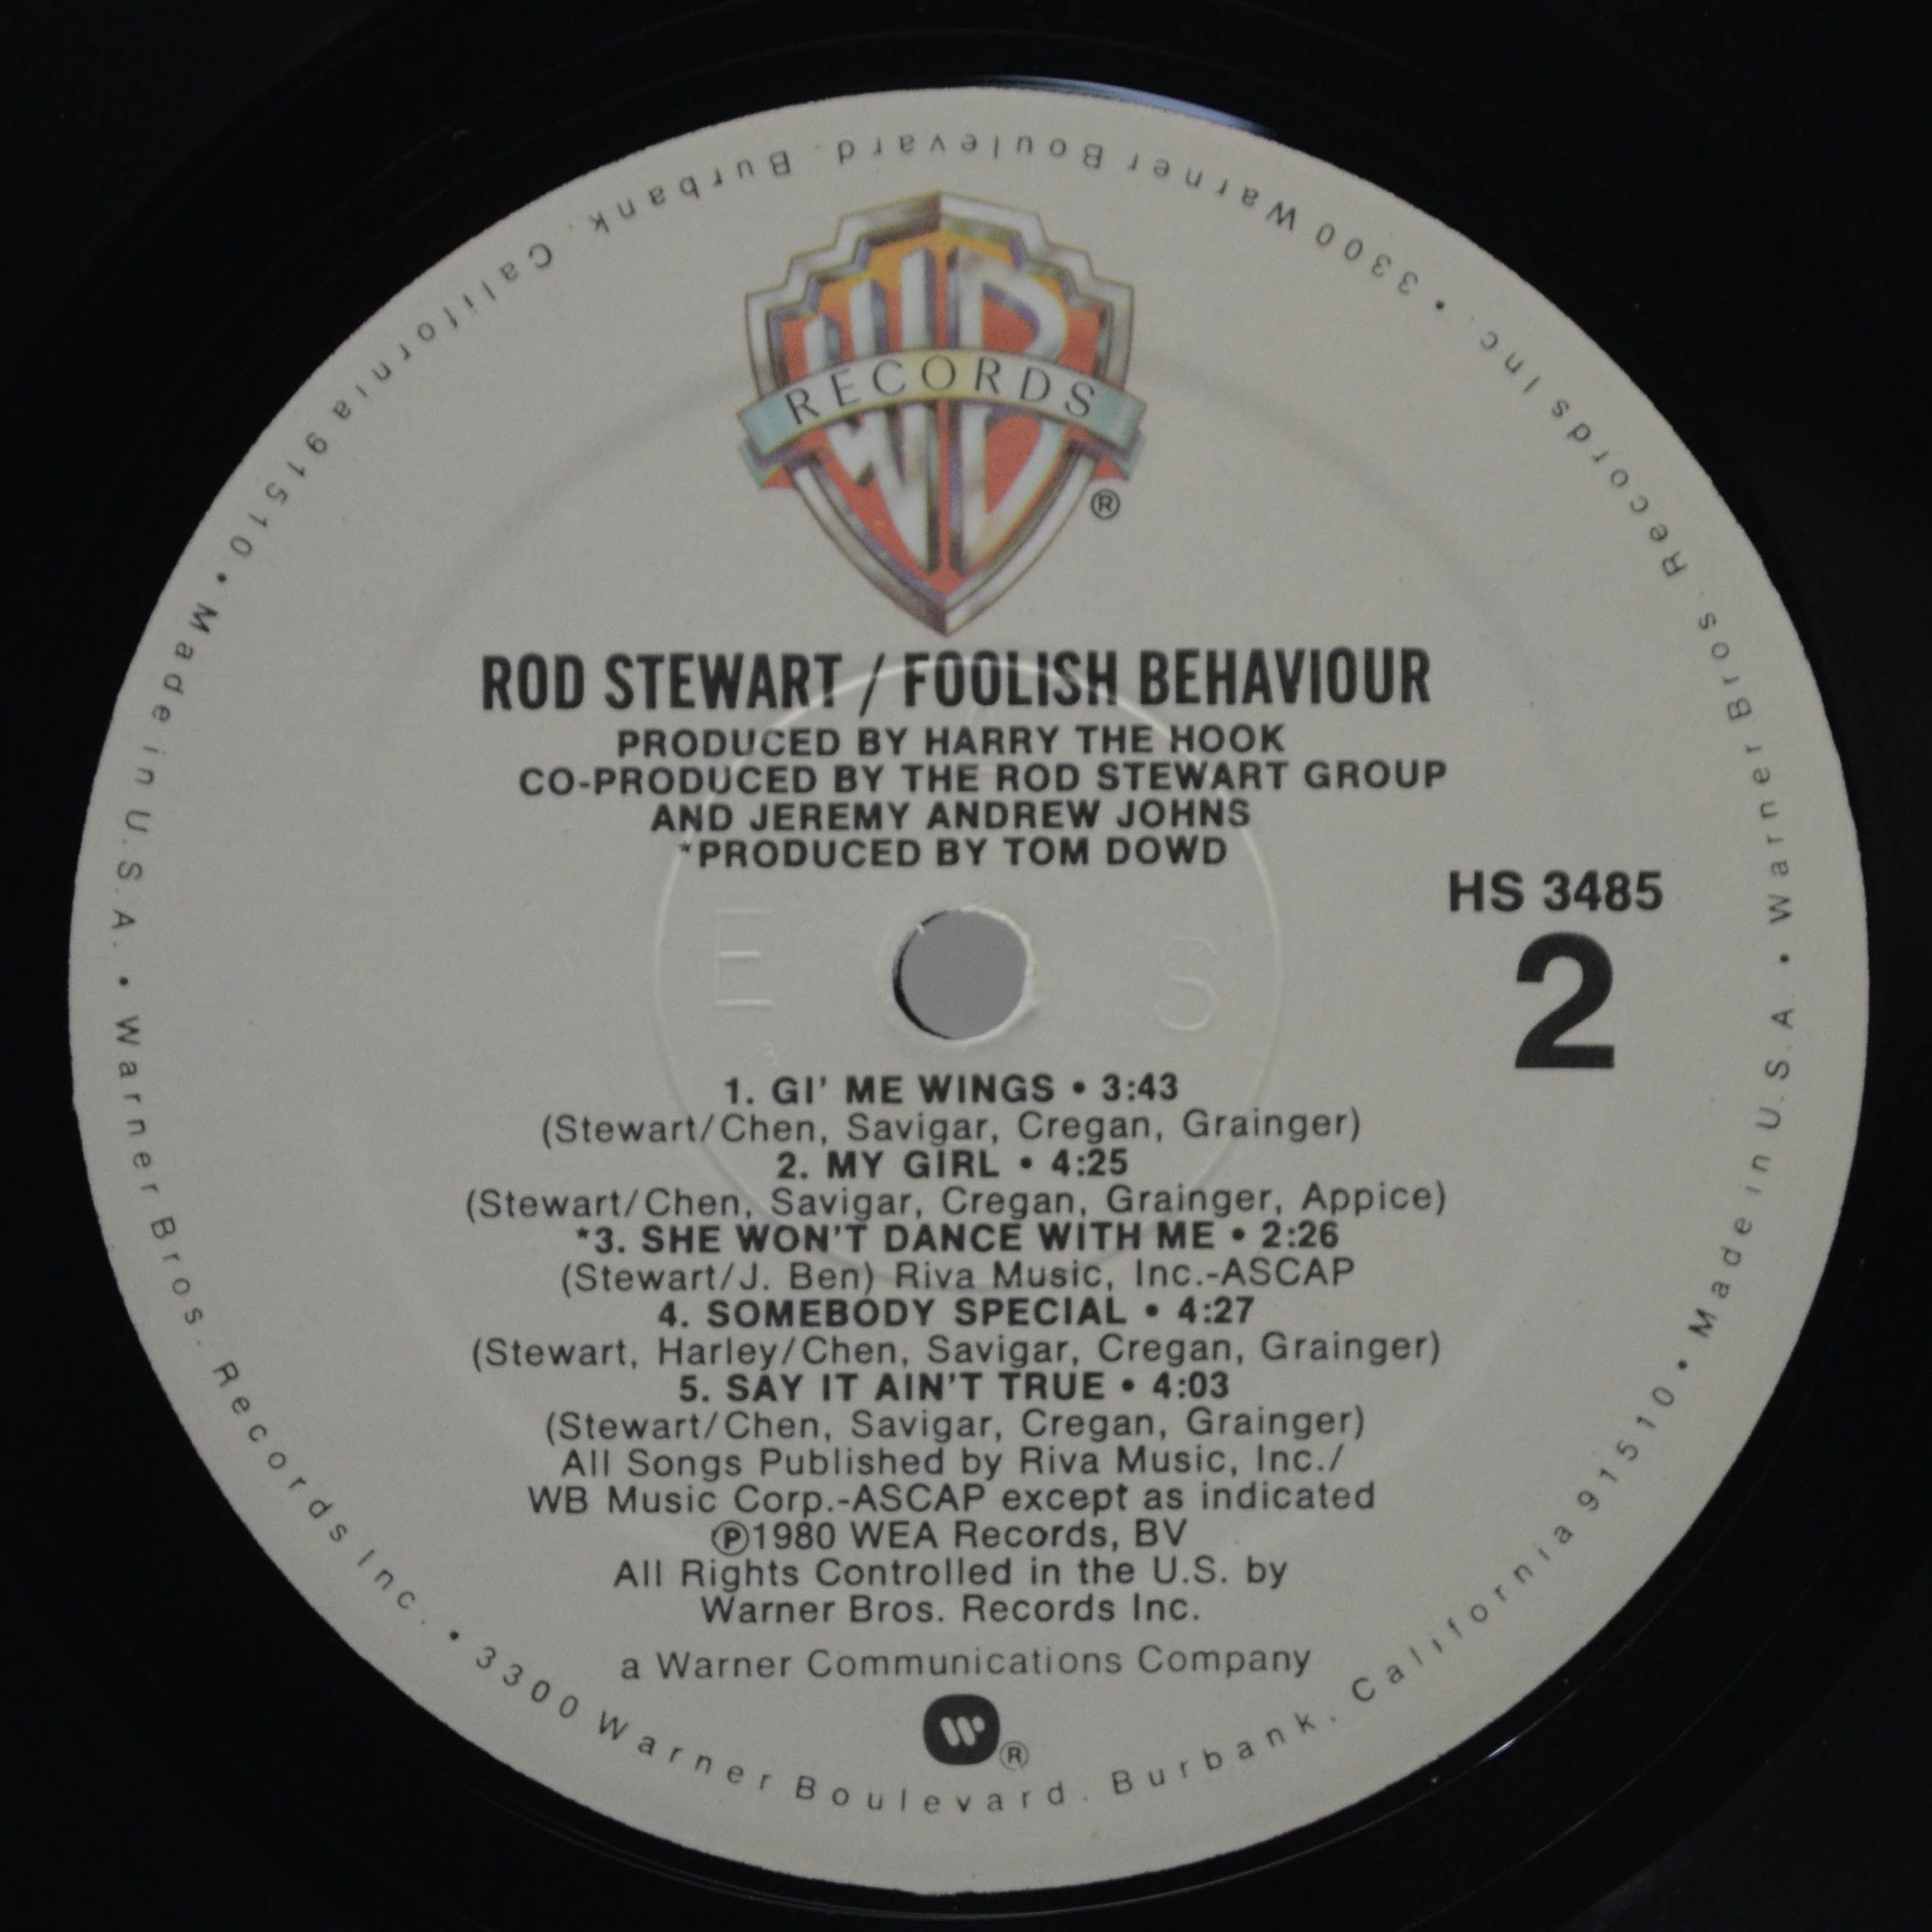 WB
RECORDS
®
ROD STEWART / FOOLISH BEHAVIOUR
PRODUCED BY HARRY THE HOOK
CO-PRODUCED BY THE ROD STEWART GROUP
AND JEREMY ANDREW JOHNS
*PRODUCED BY TOM DOWD
HS 3485
2
E S
1. GI' ME WINGS • 3:43
(Stewart/Chen, Savigar, Cregan, Grainger)
2. MY GIRL • 4:25
(Stewart/Chen, Savigar, Cregan, Grainger, Appice)
*3. SHE WON'T DANCE WITH ME • 2:26
(Stewart/J. Ben) Riva Music, Inc.-ASCAP
4. SOMEBODY SPECIAL • 4:27
(Stewart, Harley/Chen, Savigar, Cregan, Grainger)
5. SAY IT AIN'T TRUE • 4:03
(Stewart/Chen, Savigar, Cregan, Grainger)
All Songs Published by Riva Music, Inc./
WB Music Corp.-ASCAP except as indicated
℗1980 WEA Records, BV
All Rights Controlled in the U.S. by
Warner Bros. Records Inc.
a Warner Communications Company
W ®
Warner Bros. Records Inc. • 3300 Warner Boulevard. Burbank. California 91510 • Made in U.S.A. • Warner Bros. Records Inc. • 3300 Warner Boulevard. Burbank. California 91510 • Made in U.S.A •